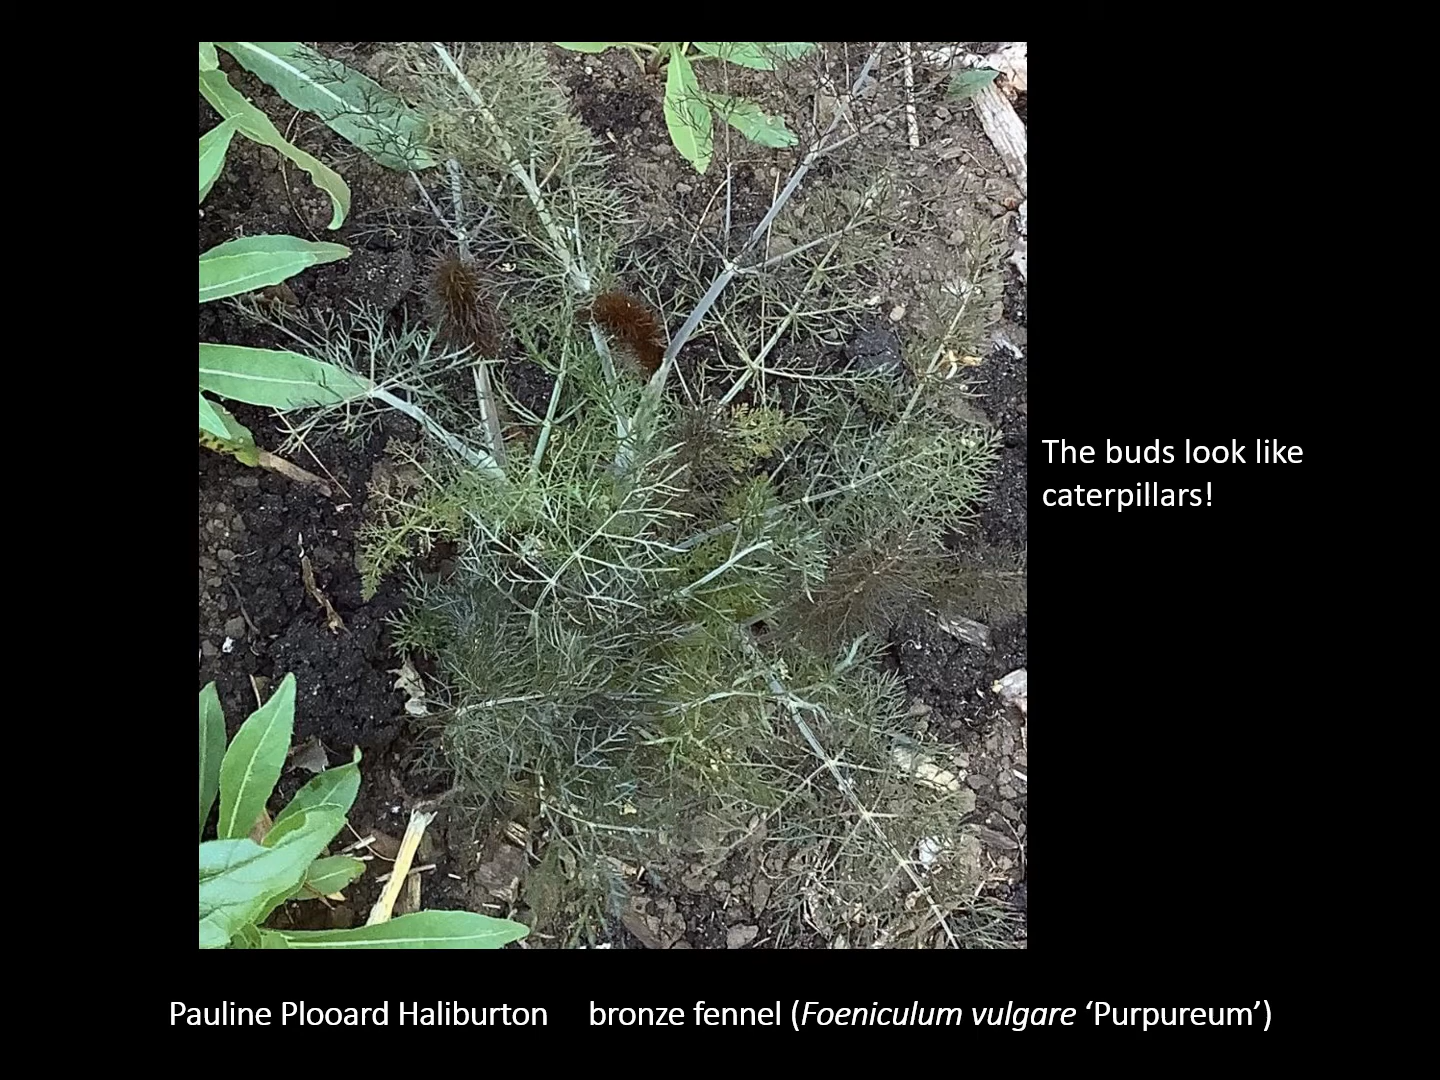 The buds look like
caterpillars!
Pauline Plooard Haliburton bronze fennel (Foeniculum vulgare ‘Purpureum’)